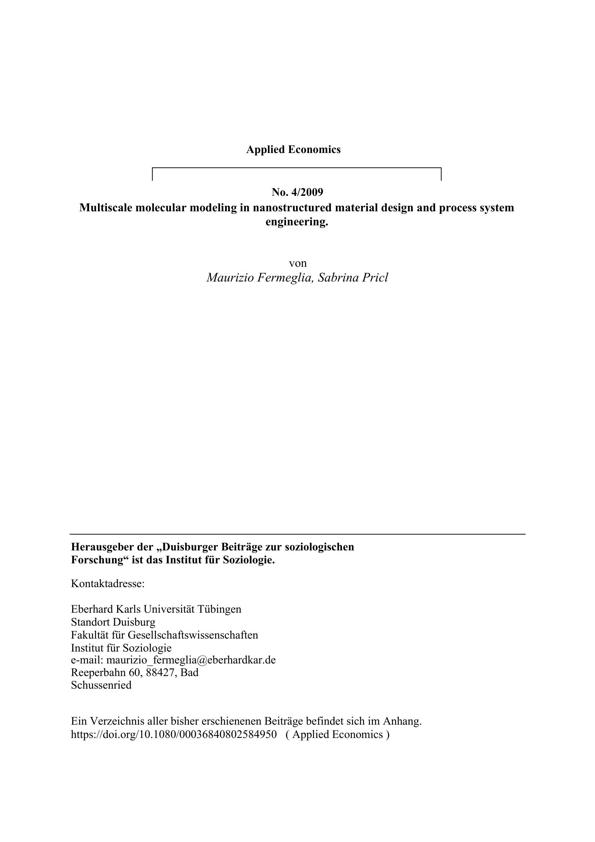 Applied Economics
No. 4/2009
Multiscale molecular modeling in nanostructured material design and process system
engineering.
von
Maurizio Fermeglia, Sabrina Pricl
Herausgeber der „Duisburger Beiträge zur soziologischen
Forschung“ ist das Institut für Soziologie.
Kontaktadresse:
Eberhard Karls Universität Tübingen
Standort Duisburg
Fakultät für Gesellschaftswissenschaften
Institut für Soziologie
e-mail: maurizio_fermeglia@eberhardkar.de
Reeperbahn 60, 88427, Bad
Schussenried
Ein Verzeichnis aller bisher erschienenen Beiträge befindet sich im Anhang.
https://doi.org/10.1080/00036840802584950 ( Applied Economics )